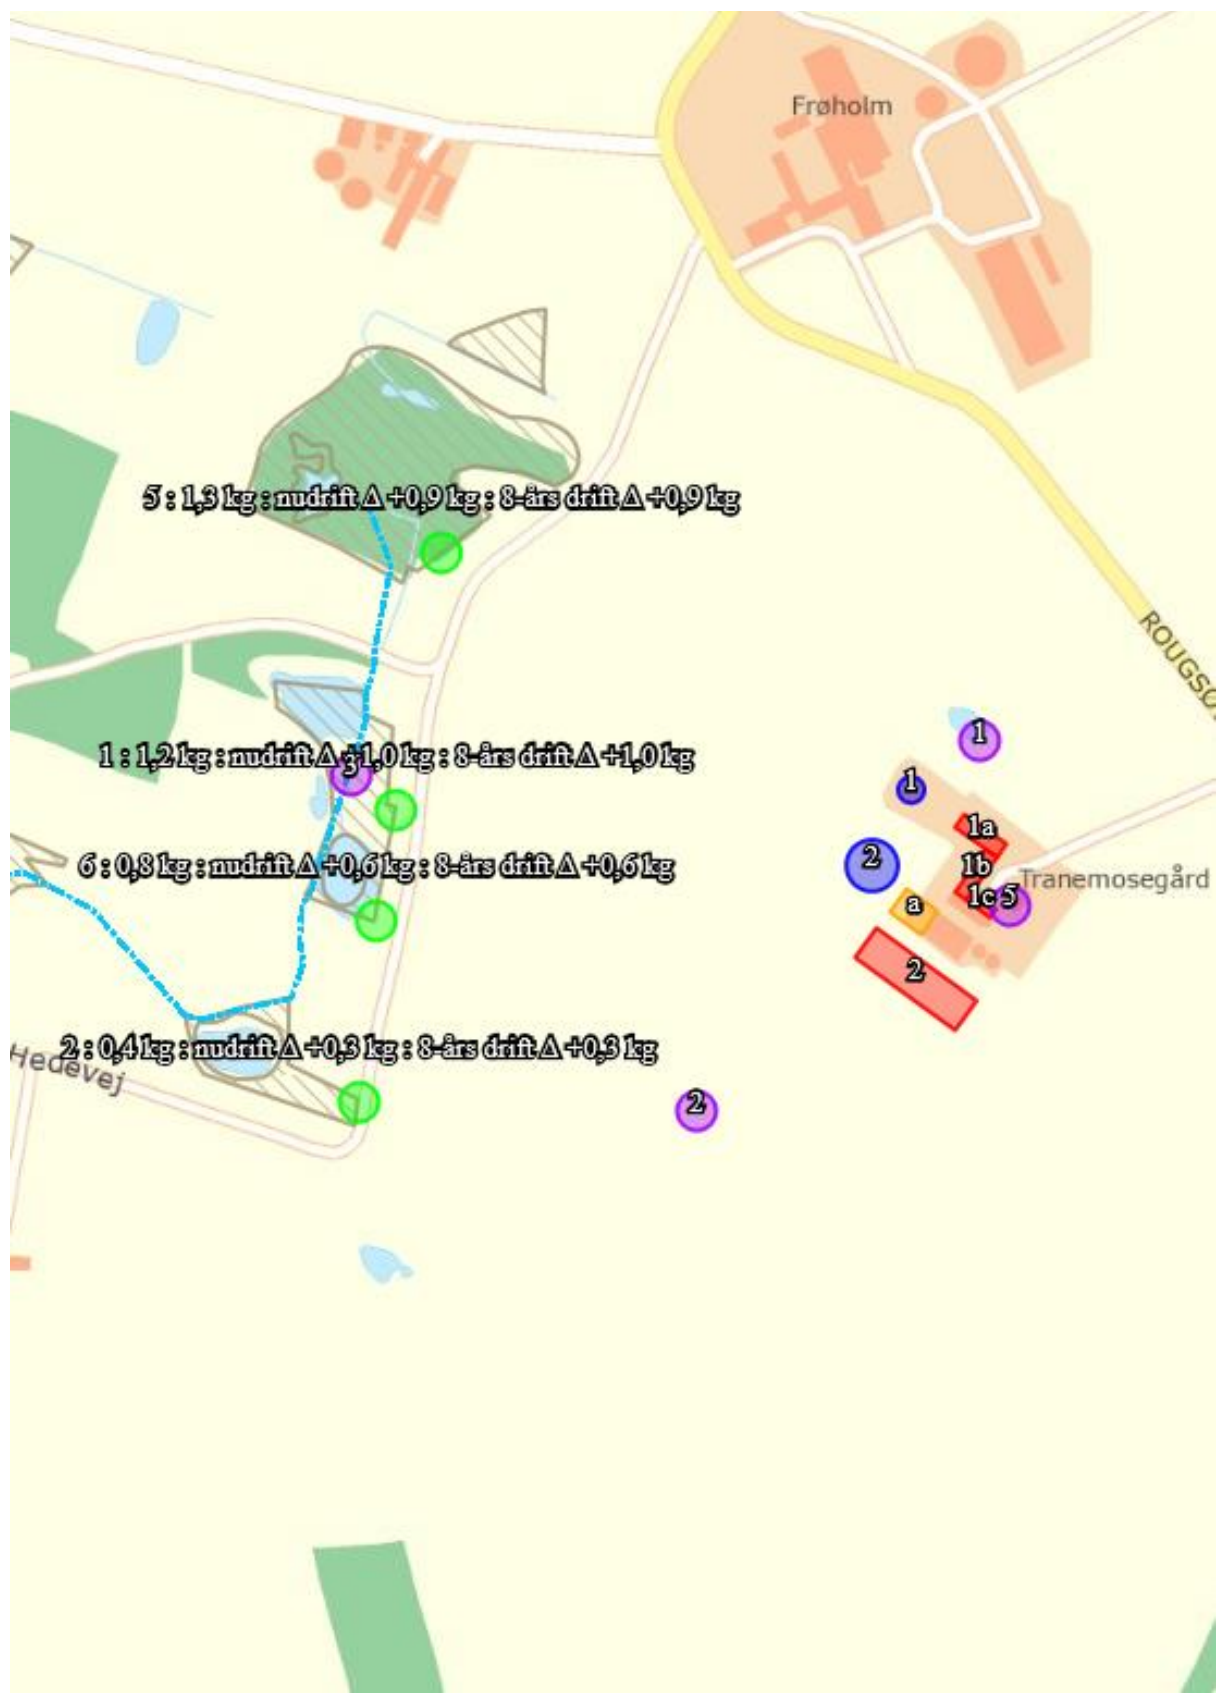 Frøholm
5 : 1,3 kg : nudrift Δ +0,9 kg : 8-års drift Δ +0,9 kg
ROUGSØ
1
1 : 1,2 kg : nudrift Δ +1,0 kg : 8-års drift Δ +1,0 kg
3
1
1a
2
1b
6 : 0,8 kg : nudrift Δ +0,6 kg : 8-års drift Δ +0,6 kg
Tranemosegård
1c 5
a
2
2 : 0,4 kg : nudrift Δ +0,3 kg : 8-års drift Δ +0,3 kg
Hedevej
2